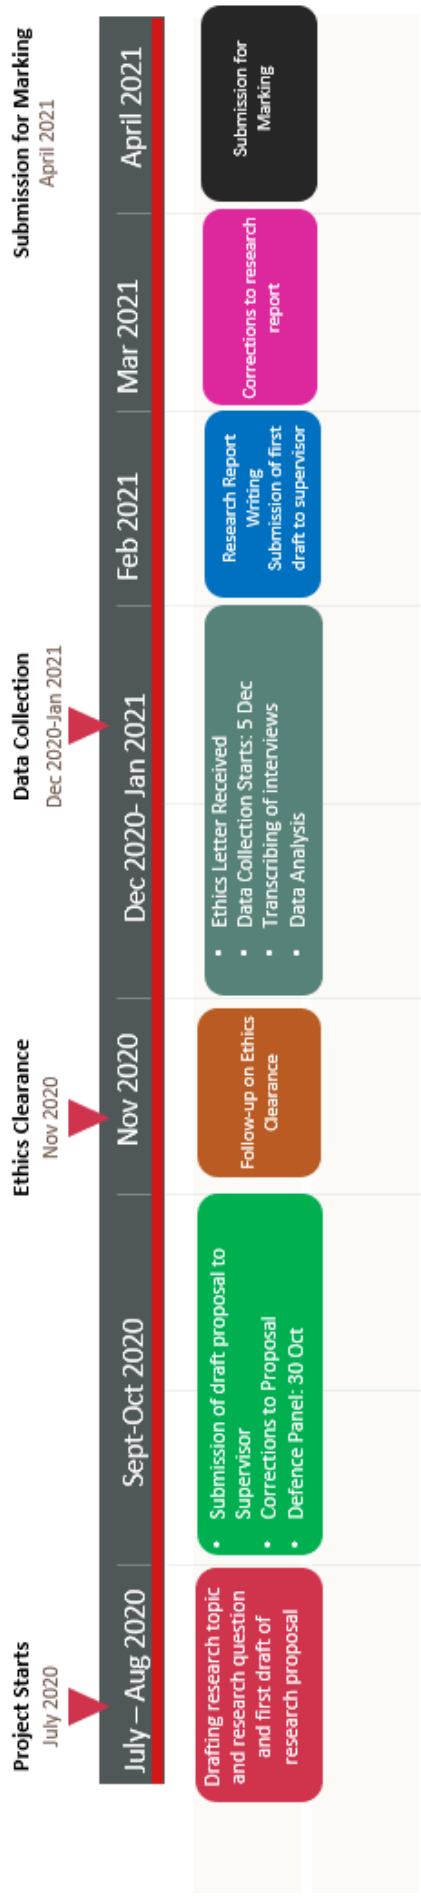 Project Starts
July 2020
Ethics Clearance
Nov 2020
Data Collection
Dec 2020-Jan 2021
Submission for Marking
April 2021
July – Aug 2020
Sept-Oct 2020
Nov 2020
Dec 2020- Jan 2021
Feb 2021
Mar 2021
April 2021
Drafting research topic
and research question
and first draft of
research proposal
• Submission of draft proposal to
Supervisor
• Corrections to Proposal
• Defence Panel: 30 Oct
Follow-up on Ethics
Clearance
▪ Ethics Letter Received
▪ Data Collection Starts: 5 Dec
▪ Transcribing of interviews
▪ Data Analysis
Research Report
Writing
Submission of first
draft to supervisor
Corrections to research
report
Submission for
Marking